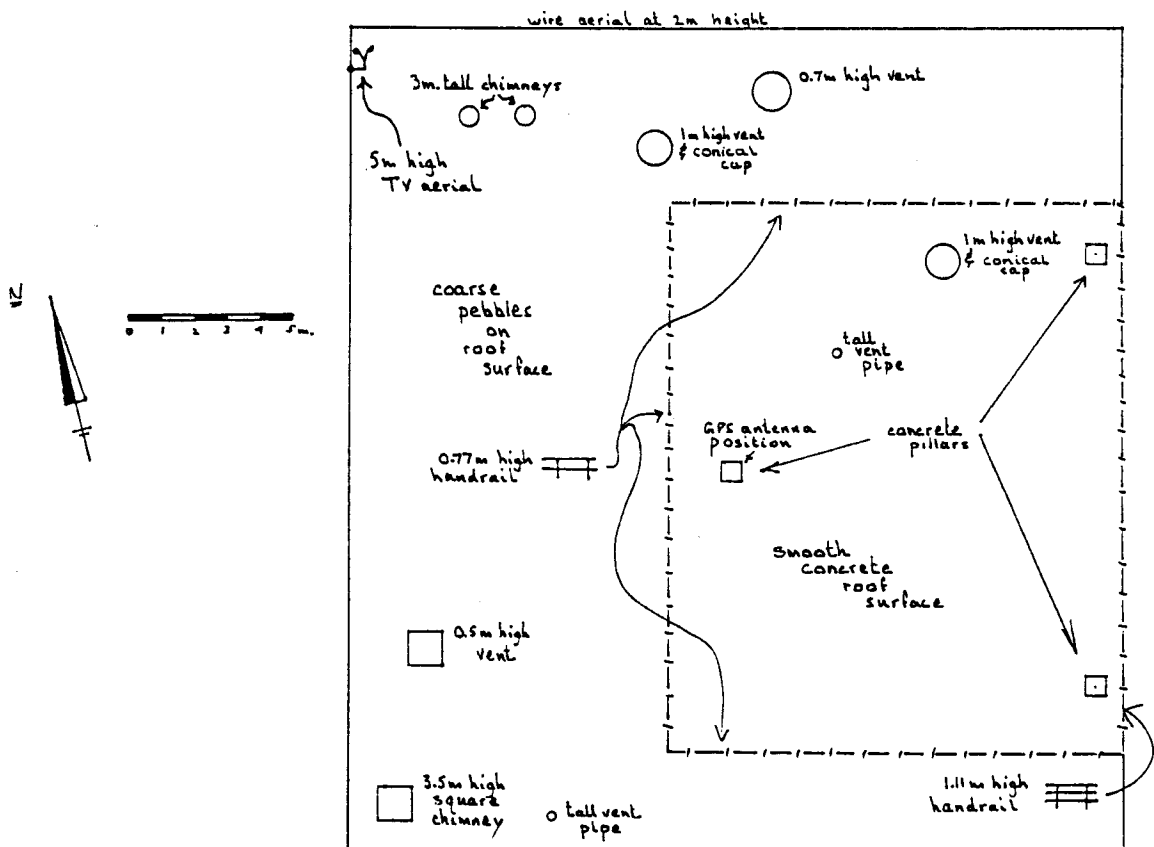 wire aerial at 2m height
3m. tall chimneys
0.7m high vent
1m high vent
& conical
cap
5m high
TV aerial
1m high vent
& conical
cap
coarse
pebbles
on
roof
surface
N
0 1 2 3 4 5m.
tall
vent
pipe
GPS antenna
position
concrete
pillars
0.77m high
handrail
smooth
concrete
roof
surface
0.5m high
vent
3.5m high
square
chimney
tall vent
pipe
1.11m high
handrail